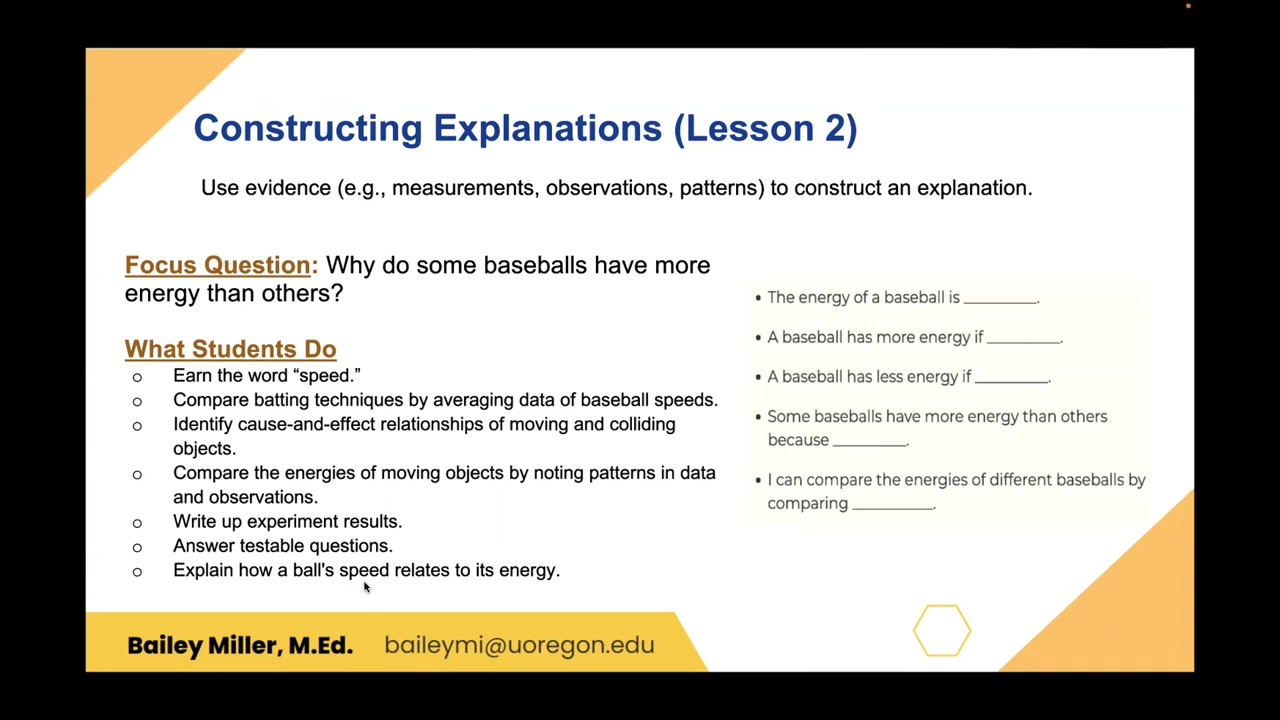 Constructing Explanations (Lesson 2)
Use evidence (e.g., measurements, observations, patterns) to construct an explanation.
Focus Question: Why do some baseballs have more
energy than others?
What Students Do
o Earn the word “speed.”
o Compare batting techniques by averaging data of baseball speeds.
o Identify cause-and-effect relationships of moving and colliding
objects.
o Compare the energies of moving objects by noting patterns in data
and observations.
o Write up experiment results.
o Answer testable questions.
o Explain how a ball's speed relates to its energy.
• The energy of a baseball is _________.
• A baseball has more energy if _________.
• A baseball has less energy if _________.
• Some baseballs have more energy than others
because _________.
• I can compare the energies of different baseballs by
comparing __________.
Bailey Miller, M.Ed. baileymi@uoregon.edu